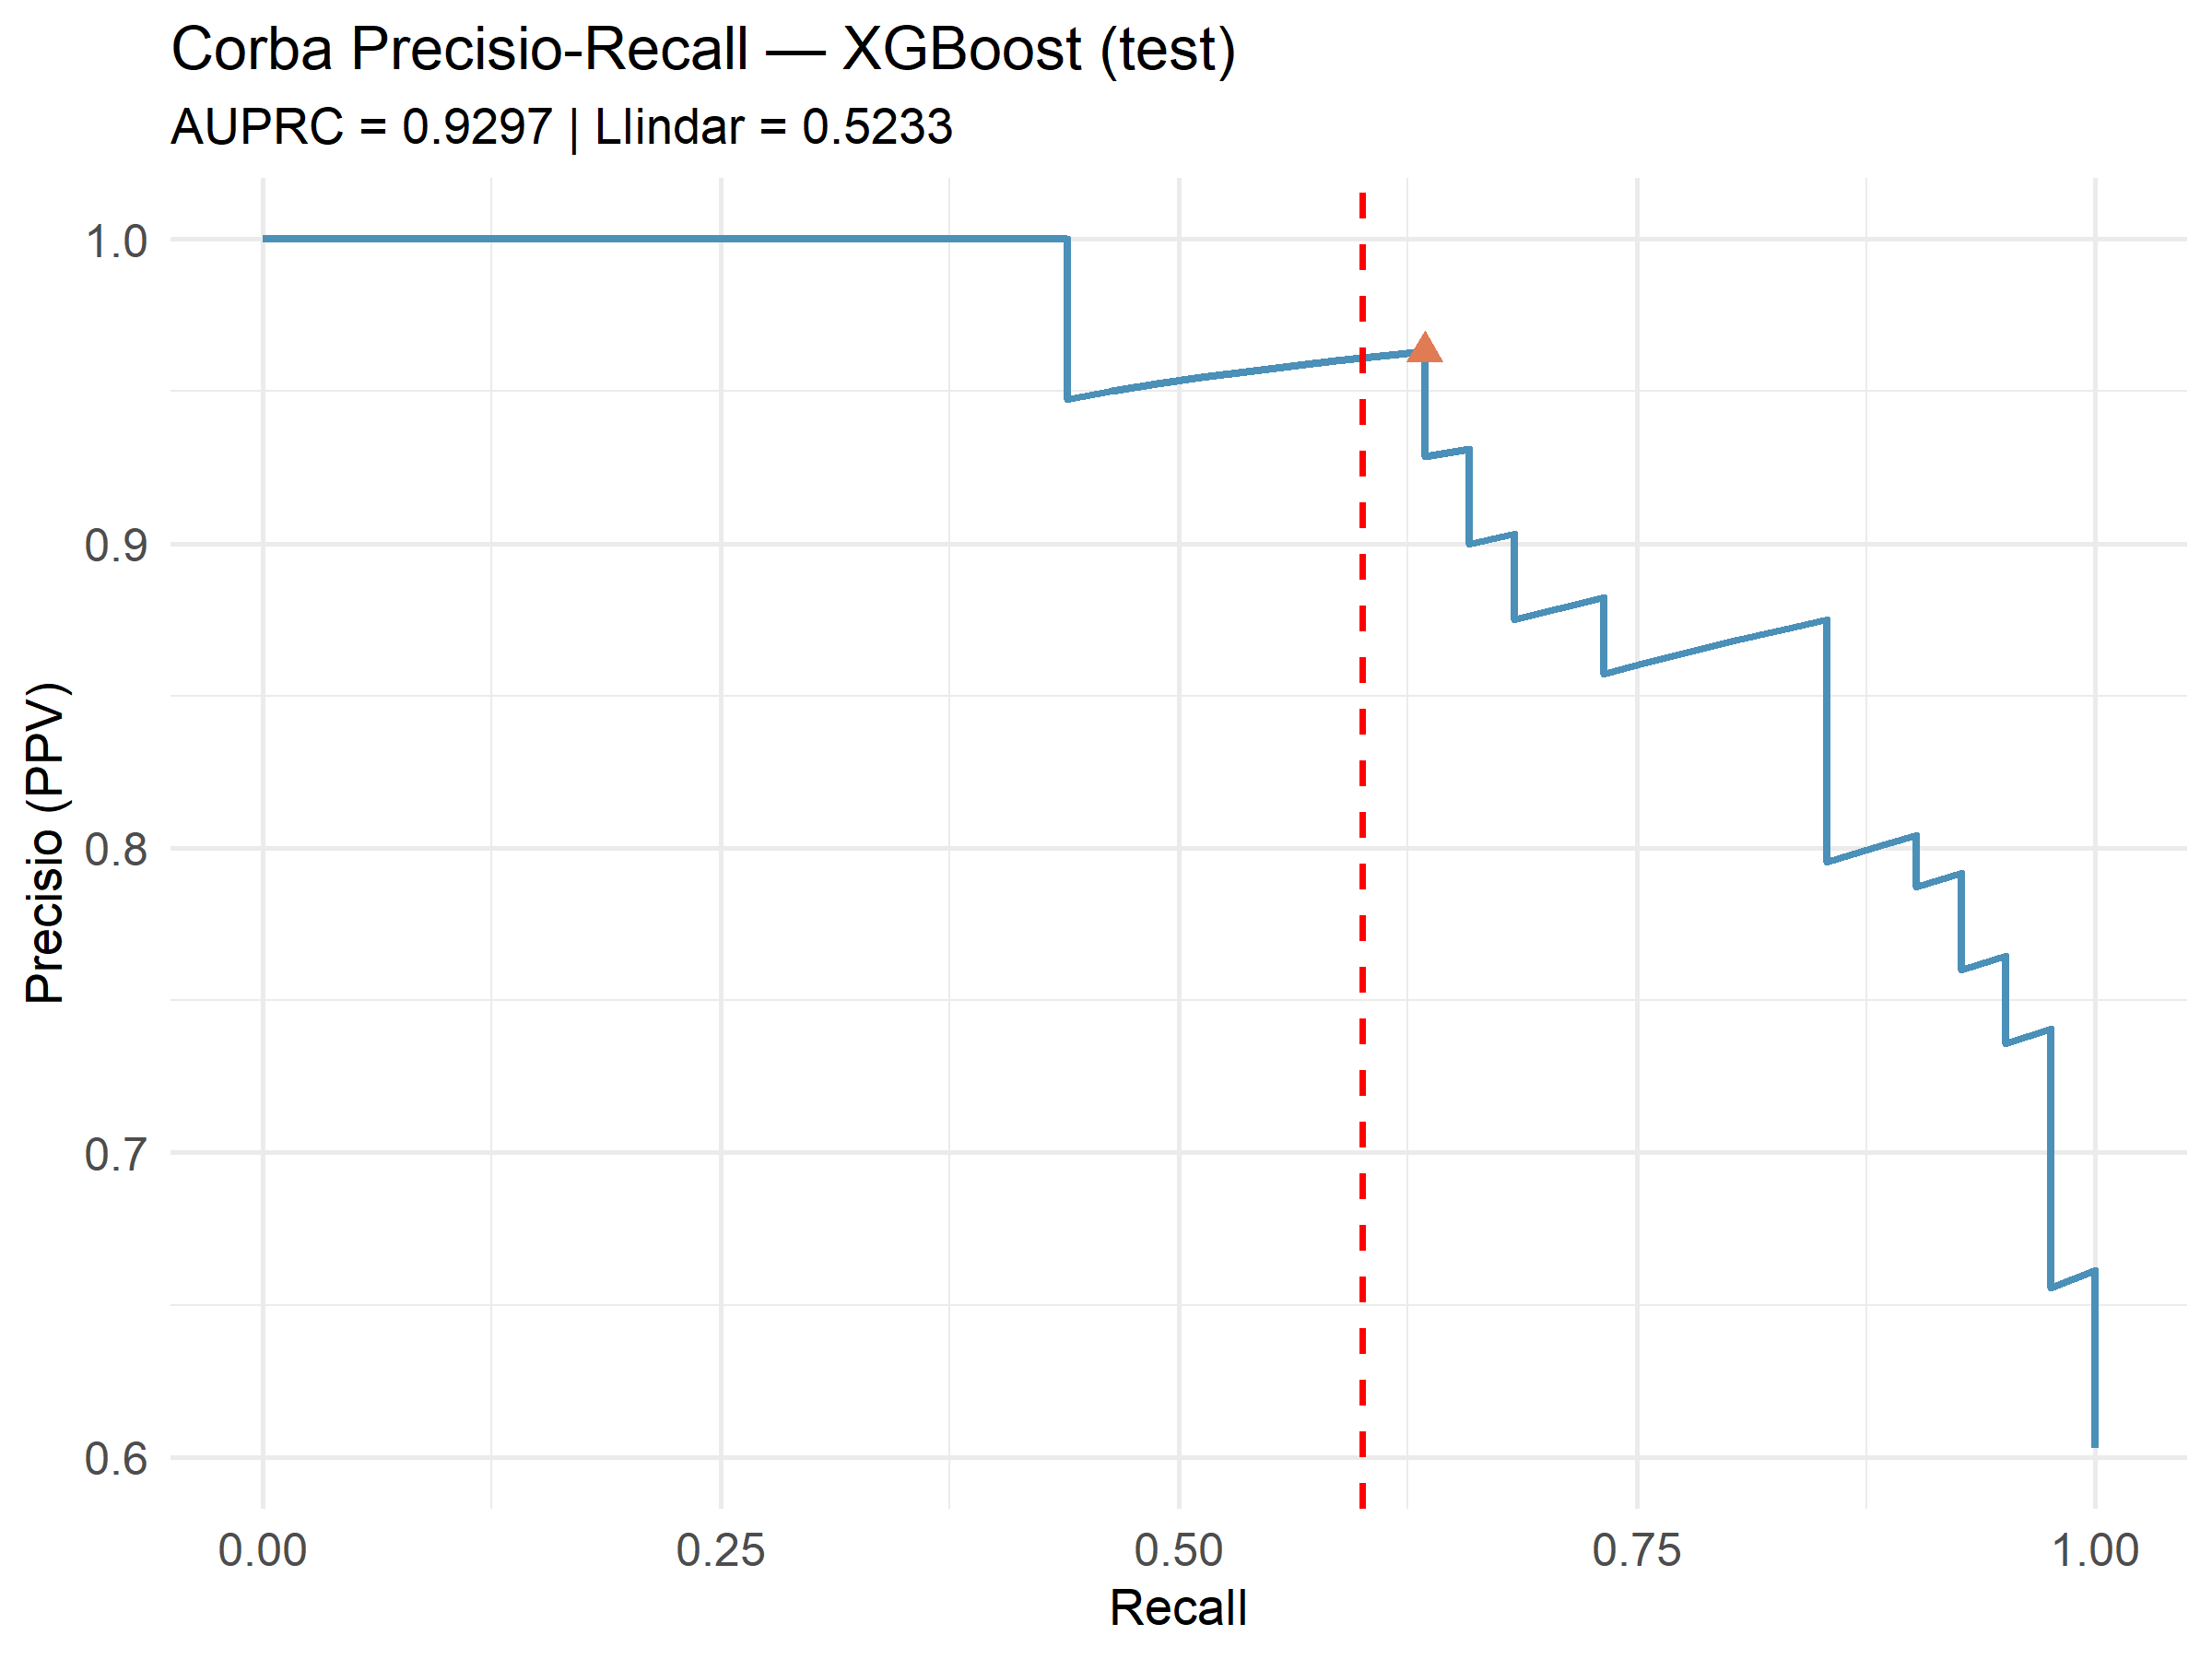 Corba Precisio-Recall — XGBoost (test)
AUPRC = 0.9297 | Llindar = 0.5233
Precisio (PPV)
1.0
0.9
0.8
0.7
0.6
0.00 0.25 0.50 0.75 1.00
Recall